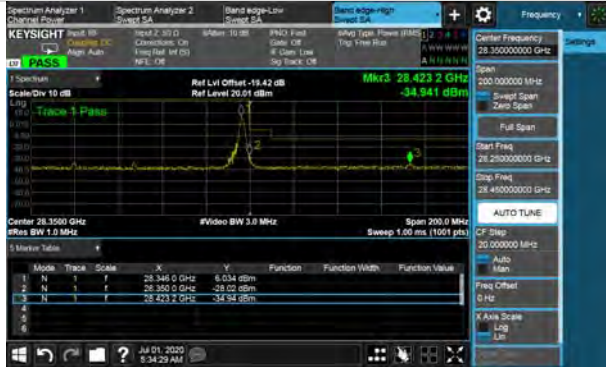 Spectrum Analyzer 1
Channel Power
Spectrum Analyzer 2
Swept SA
Band edge-Low
Swept SA
Band edge-High
Swept SA
Frequency
KEYSIGHT Input: RF
Coupling: DC
Align: Auto
Input Z: 50 Ω
Corrections: Off
Freq Ref: Int (S)
NFE: Off
#Atten: 10 dB
PNO: Fast
Gate: Off
IF Gain: Low
Sig Track: Off
#Avg Type: Power (RMS)
Trig: Free Run
1 2 3 4 5 6
A W W W W W
A N N N N N
PASS
1 Spectrum
Scale/Div 10 dB
Ref Lvl Offset -19.42 dB
Ref Level 20.01 dBm
Mkr3 28.423 2 GHz
-34.941 dBm
Log
Trace 1 Pass
2
3
Center 28.3500 GHz
#Res BW 1.0 MHz
#Video BW 3.0 MHz
Span 200.0 MHz
Sweep 1.00 ms (1001 pts)
5 Marker Table
Mode Trace Scale X Y Function Function Width Function Value
1 N 1 f 28.346 0 GHz 6.034 dBm
2 N 1 f 28.350 0 GHz -28.02 dBm
3 N 1 f 28.423 2 GHz -34.94 dBm
4
5
6
Center Frequency
28.350000000 GHz
Settings
Span
200.000000 MHz
Swept Span
Zero Span
Full Span
Start Freq
28.250000000 GHz
Stop Freq
28.450000000 GHz
AUTO TUNE
CF Step
20.000000 MHz
Auto
Man
Freq Offset
0 Hz
X Axis Scale
Log
Lin
?
Jul 01, 2020
5:34:29 AM